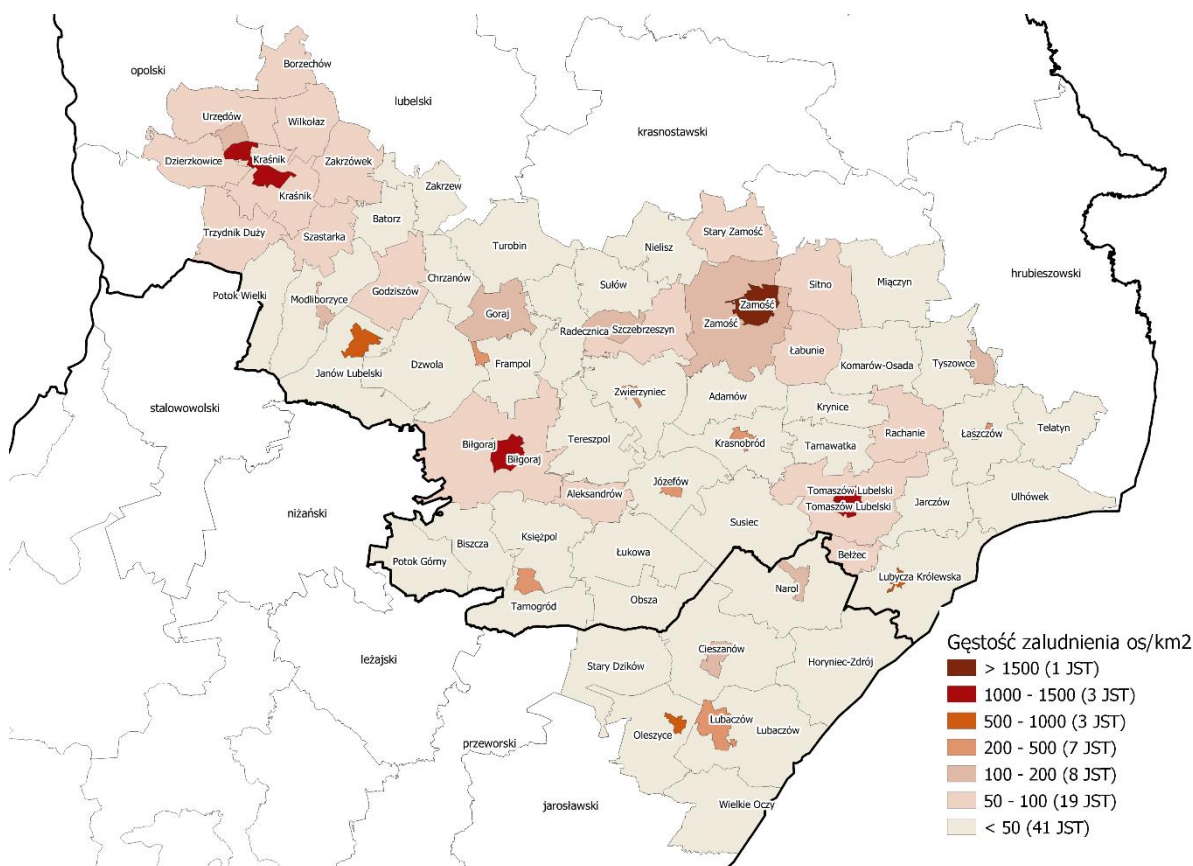 Borzechów
opolski
lubelski
Urzędów
Wilkołaz
krasnostawski
Dzierzkowice
Kraśnik
Zakrzówek
Kraśnik
Zakrzew
Batorz
Trzydnik Duży
Szastarka
Turobin
Nielisz
Stary Zamość
hrubieszowski
Potok Wielki
Modliborzyce
Godziszów
Chrzanów
Sułów
Sitno
Miączyn
Goraj
Radecznica
Szczebrzeszyn
Zamość
Zamość
Łabunie
Janów Lubelski
Dzwola
Frampol
Komarów-Osada
Tyszowce
stalowowolski
Zwierzyniec
Adamów
Krynice
Biłgoraj
Biłgoraj
Tereszpol
Krasnobród
Tarnawatka
Rachanie
Łaszczów
Telatyn
Aleksandrów
Józefów
Tomaszów Lubelski
Tomaszów Lubelski
Jarczów
Ulhówek
niżański
Susiec
Potok Górny
Biszcza
Księżpol
Łukowa
Bełżec
Lubycza Królewska
Tarnogród
Obsza
Narol
leżajski
Stary Dzików
Cieszanów
Horyniec-Zdrój
przeworski
Oleszyce
Lubaczów
Lubaczów
jarosławski
Wielkie Oczy
Gęstość zaludnienia os/km2
> 1500 (1 JST)
1000 - 1500 (3 JST)
500 - 1000 (3 JST)
200 - 500 (7 JST)
100 - 200 (8 JST)
50 - 100 (19 JST)
< 50 (41 JST)